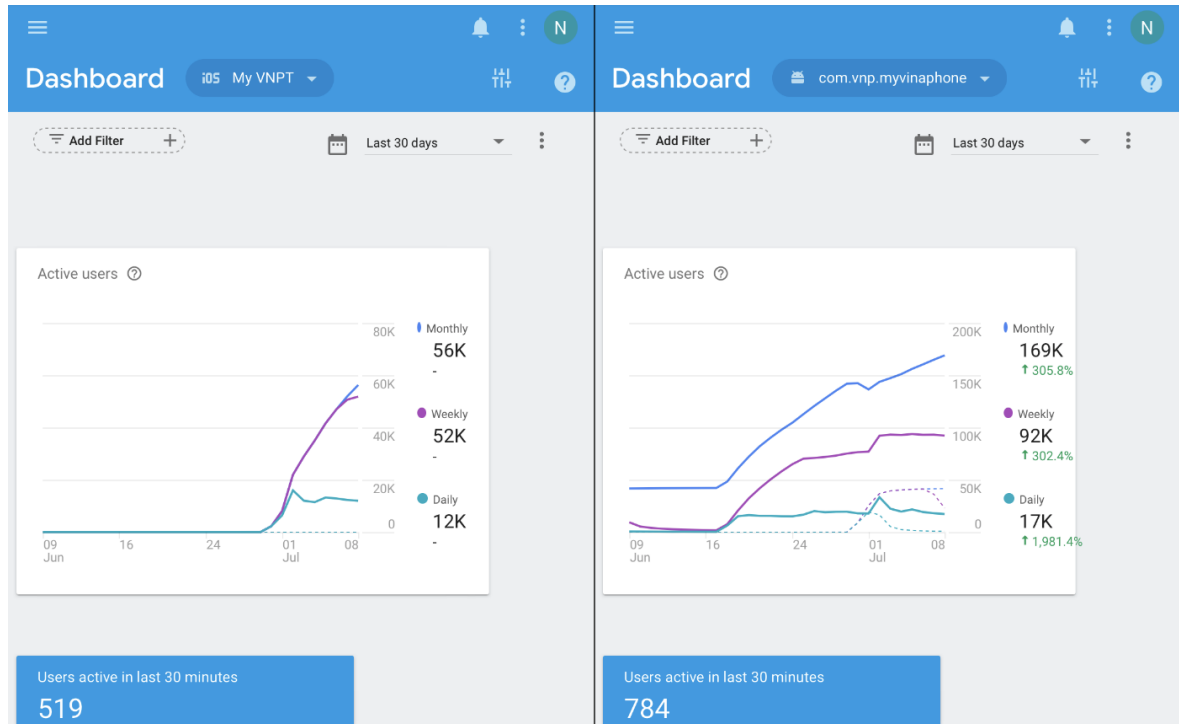 N
Dashboard iOS My VNPT
Add Filter
Last 30 days
Active users
80K
60K
40K
20K
0
09 Jun
16
24
01 Jul
08
Monthly
56K
-
Weekly
52K
-
Daily
12K
-
Users active in last 30 minutes
519
N
Dashboard com.vnp.myvinaphone
Add Filter
Last 30 days
Active users
200K
150K
100K
50K
0
09 Jun
16
24
01 Jul
08
Monthly
169K
↑ 305.8%
Weekly
92K
↑ 302.4%
Daily
17K
↑ 1,981.4%
Users active in last 30 minutes
784